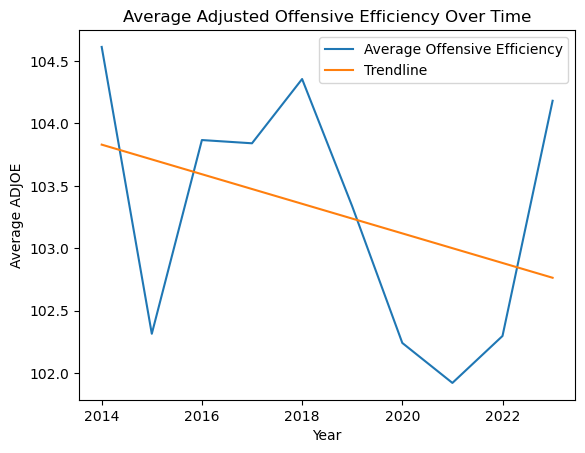 Average Adjusted Offensive Efficiency Over Time
Average Offensive Efficiency
Trendline
104.5
104.0
103.5
103.0
102.5
102.0
Average ADJOE
2014 2016 2018 2020 2022
Year